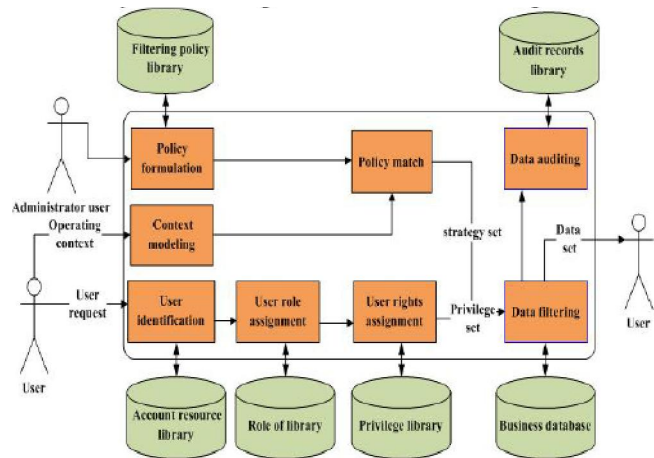 Filtering policy
library
Audit records
library
Policy
formulation
Policy match
Data auditing
Administrator user
Operating
context
Context
modeling
strategy set
Data
set
User
request
User
identification
User role
assignment
User rights
assignment
Privilege
set
Data filtering
User
User
Account resource
library
Role of library
Privilege library
Business database